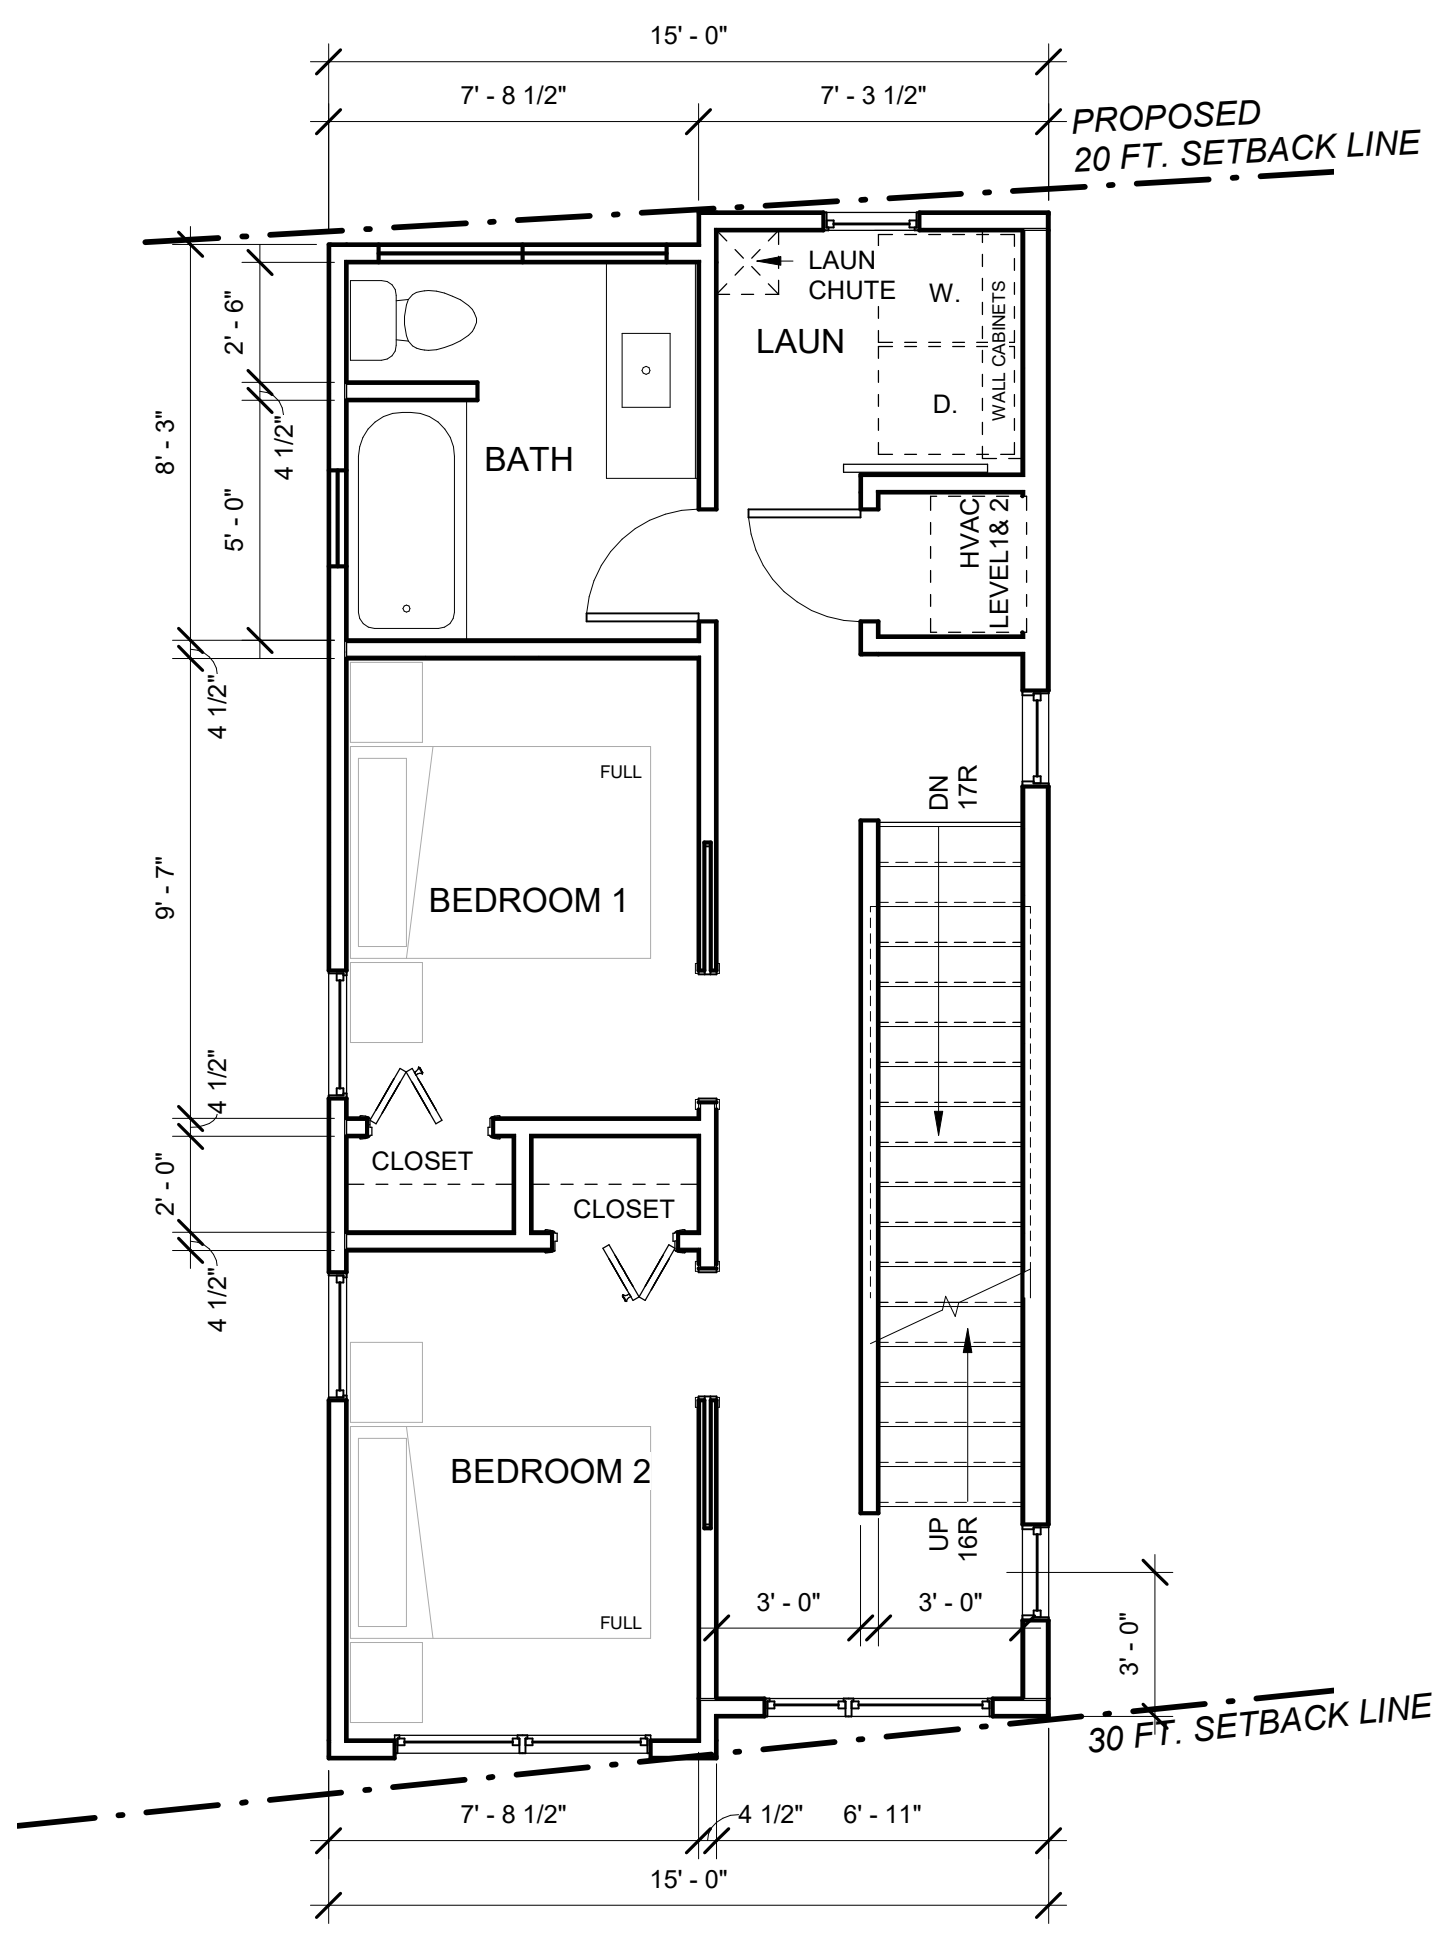 15' - 0"
7' - 8 1/2"
7' - 3 1/2"
PROPOSED
20 FT. SETBACK LINE
LAUN
CHUTE
W.
WALL CABINETS
LAUN
D.
2' - 6"
4 1/2"
8' - 3"
5' - 0"
BATH
HVAC
LEVEL1& 2
4 1/2"
FULL
DN
17R
9' - 7"
BEDROOM 1
4 1/2"
CLOSET
2' - 0"
CLOSET
4 1/2"
BEDROOM 2
UP
16R
FULL
3' - 0"
3' - 0"
3' - 0"
30 FT. SETBACK LINE
7' - 8 1/2"
4 1/2"
6' - 11"
15' - 0"